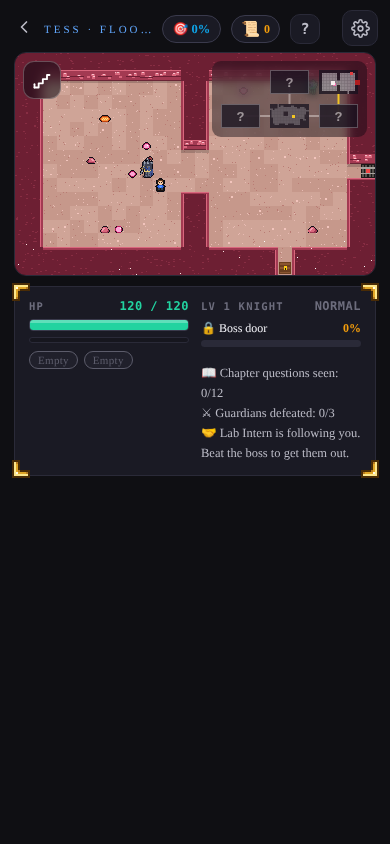 TESS · FLOO...
🎯 0%
📜 0
?
?
?
?
HP 120 / 120
Empty Empty
LV 1 KNIGHT NORMAL
🔒 Boss door 0%
📖 Chapter questions seen:
0/12
⚔ Guardians defeated: 0/3
🤝 Lab Intern is following you.
Beat the boss to get them out.